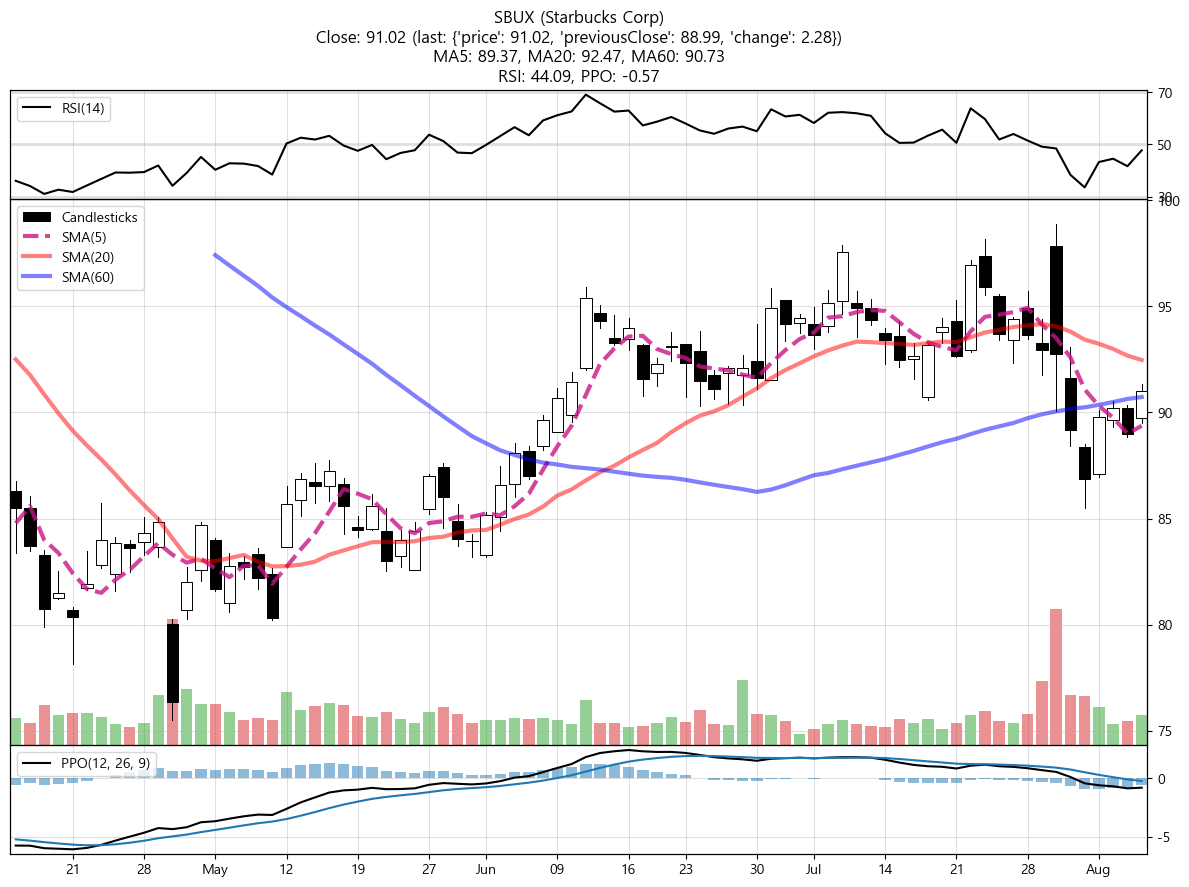 SBUX (Starbucks Corp)
Close: 91.02 (last: {'price': 91.02, 'previousClose': 88.99, 'change': 2.28})
MA5: 89.37, MA20: 92.47, MA60: 90.73
RSI: 44.09, PPO: -0.57
RSI(14)
70
50
30
100
Candlesticks
SMA(5)
SMA(20)
SMA(60)
95
90
85
80
75
PPO(12, 26, 9)
0
-5
21 28 May 12 19 27 Jun 09 16 23 30 Jul 14 21 28 Aug